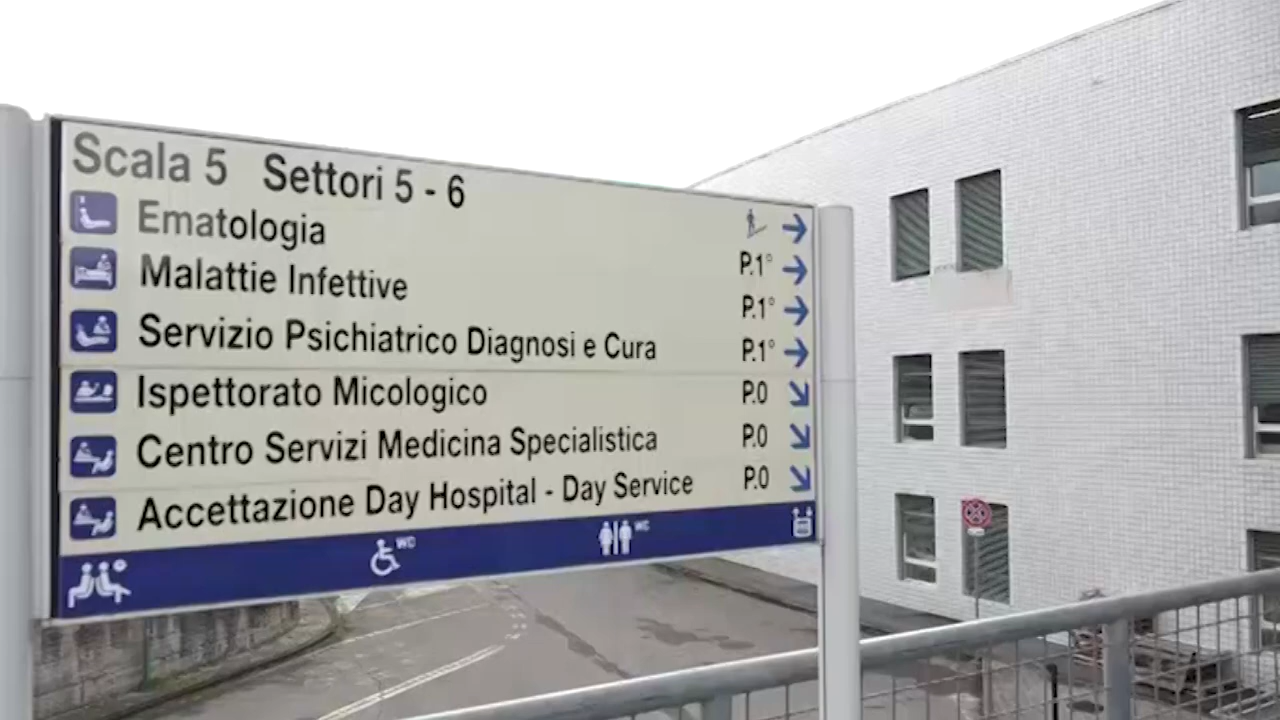 Scala 5 Settori 5 - 6
Ematologia
Malattie Infettive P.1°
Servizio Psichiatrico Diagnosi e Cura P.1°
P.1°
Ispettorato Micologico P.0
Centro Servizi Medicina Specialistica P.0
Accettazione Day Hospital - Day Service P.0
WC
WC